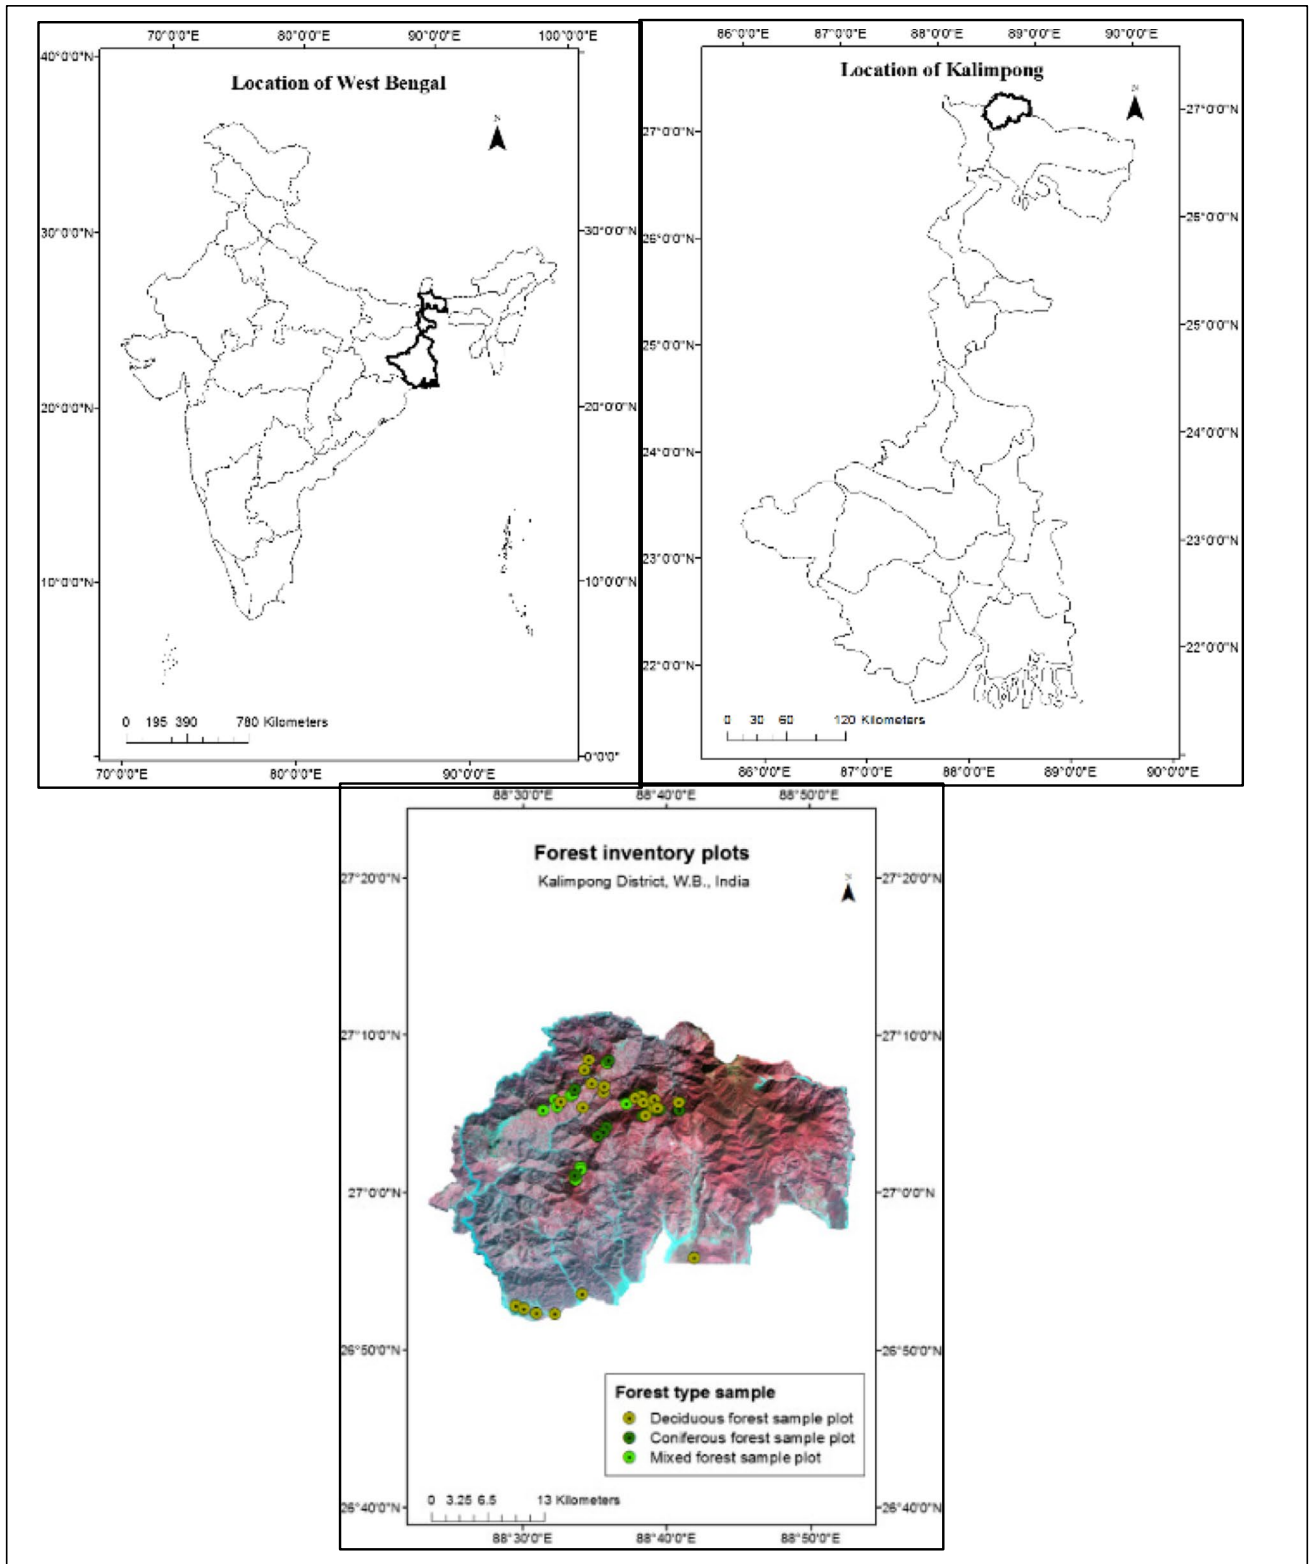 70°0'0"E 80°0'0"E 90°0'0"E 100°0'0"E
40°0'0"N
Location of West Bengal
N
30°0'0"N 30°0'0"N
20°0'0"N 20°0'0"N
10°0'0"N 10°0'0"N
0 195 390 780 Kilometers
0°0'0"
70°0'0"E 80°0'0"E 90°0'0"E
86°0'0"E 87°0'0"E 88°0'0"E 89°0'0"E 90°0'0"E
Location of Kalimpong
N
27°0'0"N 27°0'0"N
26°0'0"N 26°0'0"N
25°0'0"N 25°0'0"N
24°0'0"N 24°0'0"N
23°0'0"N 23°0'0"N
22°0'0"N 22°0'0"N
0 30 60 120 Kilometers
86°0'0"E 87°0'0"E 88°0'0"E 89°0'0"E 90°0'0"E
88°30'0"E 88°40'0"E 88°50'0"E
Forest inventory plots
Kalimpong District, W.B., India
N
27°20'0"N 27°20'0"N
27°10'0"N 27°10'0"N
27°0'0"N 27°0'0"N
26°50'0"N 26°50'0"N
Forest type sample
Deciduous forest sample plot
Coniferous forest sample plot
Mixed forest sample plot
0 3.25 6.5 13 Kilometers
26°40'0"N 26°40'0"N
88°30'0"E 88°40'0"E 88°50'0"E